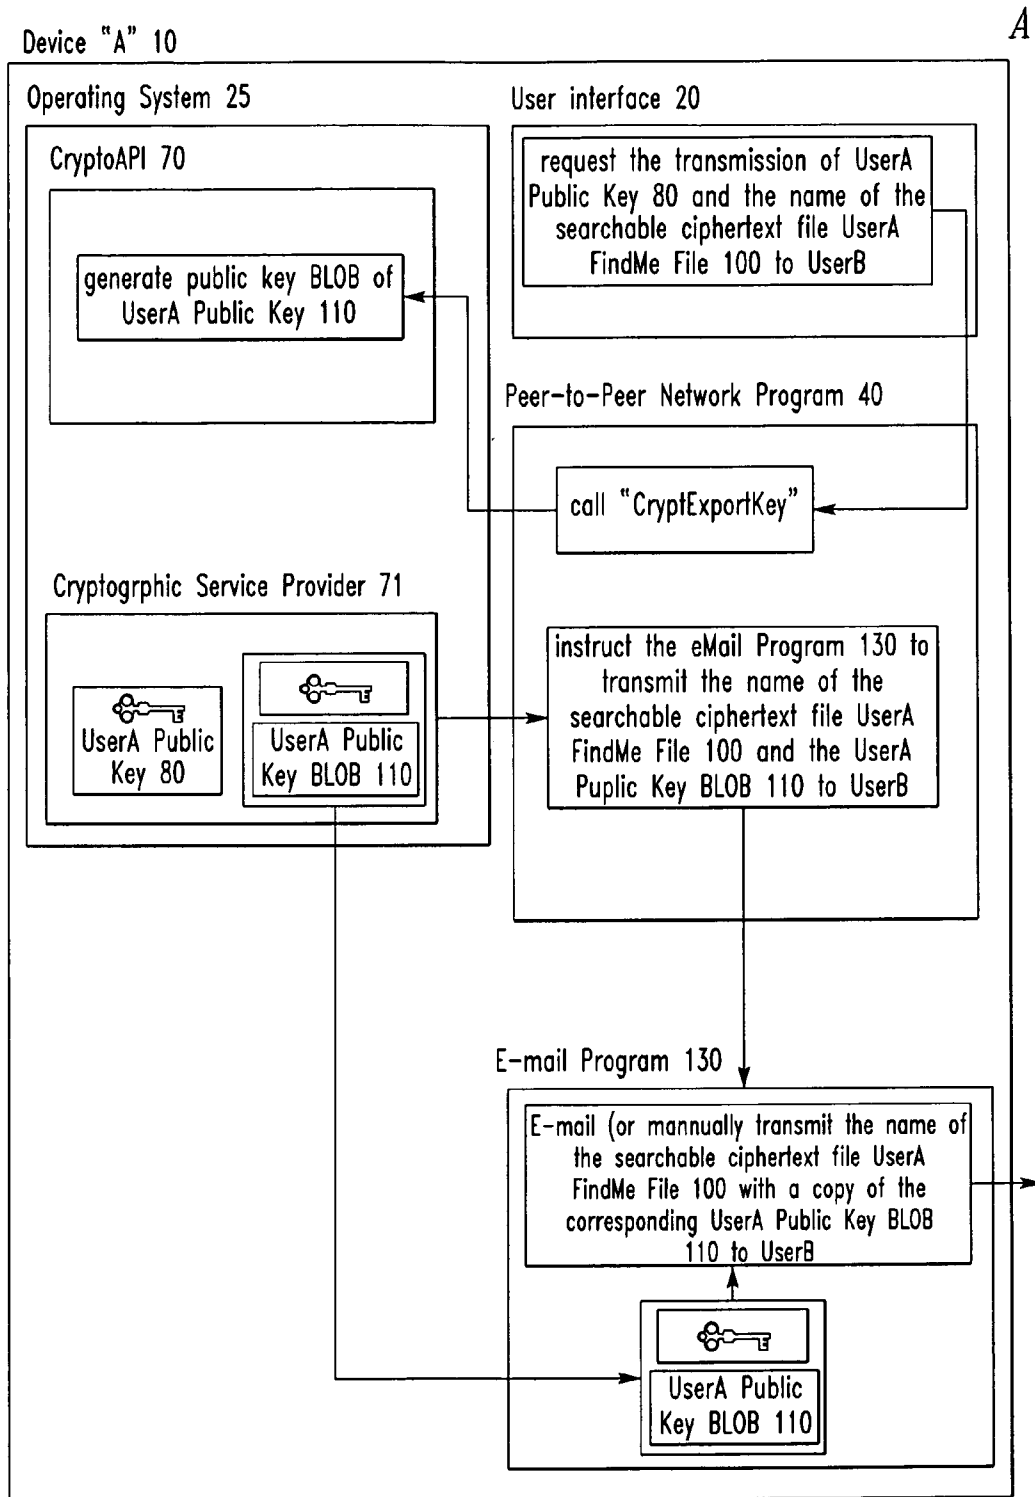 A
Device "A" 10
Operating System 25
CryptoAPI 70
generate public key BLOB of
UserA Public Key 110
User interface 20
request the transmission of UserA
Public Key 80 and the name of the
searchable ciphertext file UserA
FindMe File 100 to UserB
Peer-to-Peer Network Program 40
call "CryptExportKey"
Cryptogrphic Service Provider 71
UserA Public
Key 80
UserA Public
Key BLOB 110
instruct the eMail Program 130 to
transmit the name of the
searchable ciphertext file UserA
FindMe File 100 and the UserA
Puplic Key BLOB 110 to UserB
E-mail Program 130
E-mail (or mannually transmit the name of
the searchable ciphertext file UserA
FindMe File 100 with a copy of the
corresponding UserA Public Key BLOB
110 to UserB
UserA Public
Key BLOB 110